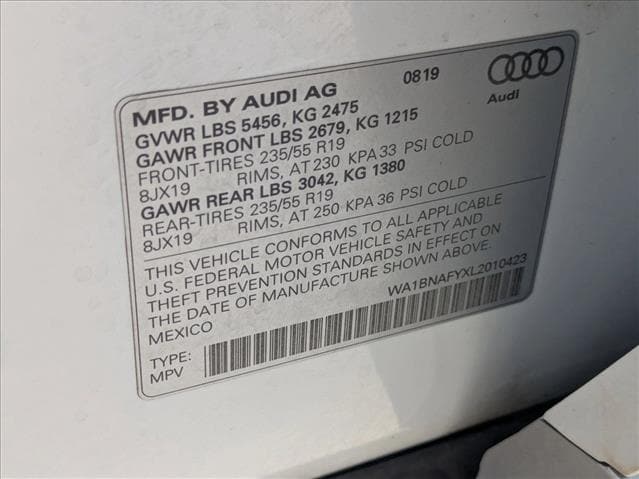 MFD. BY AUDI AG 0819
Audi
GVWR LBS 5456, KG 2475
GAWR FRONT LBS 2679, KG 1215
FRONT-TIRES 235/55 R19
8JX19 RIMS, AT 230 KPA 33 PSI COLD
GAWR REAR LBS 3042, KG 1380
REAR-TIRES 235/55 R19
8JX19 RIMS, AT 250 KPA 36 PSI COLD
THIS VEHICLE CONFORMS TO ALL APPLICABLE
U.S. FEDERAL MOTOR VEHICLE SAFETY AND
THEFT PREVENTION STANDARDS IN EFFECT ON
THE DATE OF MANUFACTURE SHOWN ABOVE.
MEXICO WA1BNAFYXL2010423
TYPE:
MPV